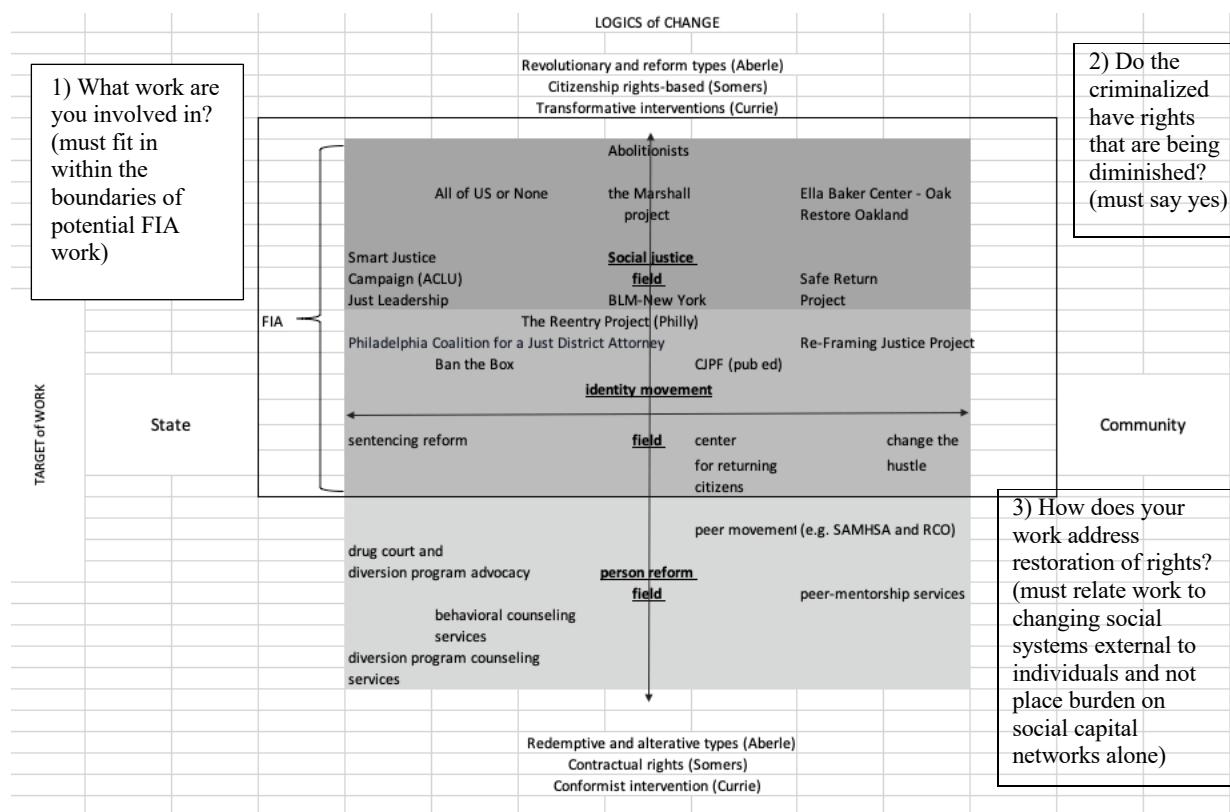 LOGICS of CHANGE
Revolutionary and reform types (Aberle)
Citizenship rights-based (Somers)
Transformative interventions (Currie)
1) What work are
you involved in?
(must fit in
within the
boundaries of
potential FIA
work)
2) Do the
criminalized
have rights
that are being
diminished?
(must say yes)
Abolitionists
All of US or None
the Marshall
project
Ella Baker Center - Oak
Restore Oakland
Smart Justice
Campaign (ACLU)
Just Leadership
Social justice
field
BLM-New York
Safe Return
Project
FIA
The Reentry Project (Philly)
Philadelphia Coalition for a Just District Attorney
Re-Framing Justice Project
Ban the Box
CJPF (pub ed)
identity movement
TARGET of WORK
State
Community
sentencing reform
field
center
for returning
citizens
change the
hustle
peer movement (e.g. SAMHSA and RCO)
drug court and
diversion program advocacy
person reform
field
peer-mentorship services
behavioral counseling
services
diversion program counseling
services
3) How does your
work address
restoration of rights?
(must relate work to
changing social
systems external to
individuals and not
place burden on
social capital
networks alone)
Redemptive and alterative types (Aberle)
Contractual rights (Somers)
Conformist intervention (Currie)